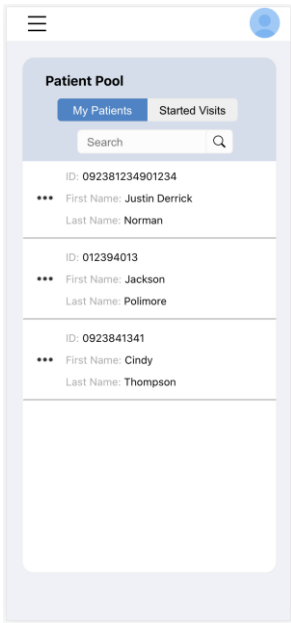 Patient Pool
My Patients Started Visits
Search
ID: 092381234901234
First Name: Justin Derrick
Last Name: Norman
ID: 012394013
First Name: Jackson
Last Name: Polimore
ID: 0923841341
First Name: Cindy
Last Name: Thompson